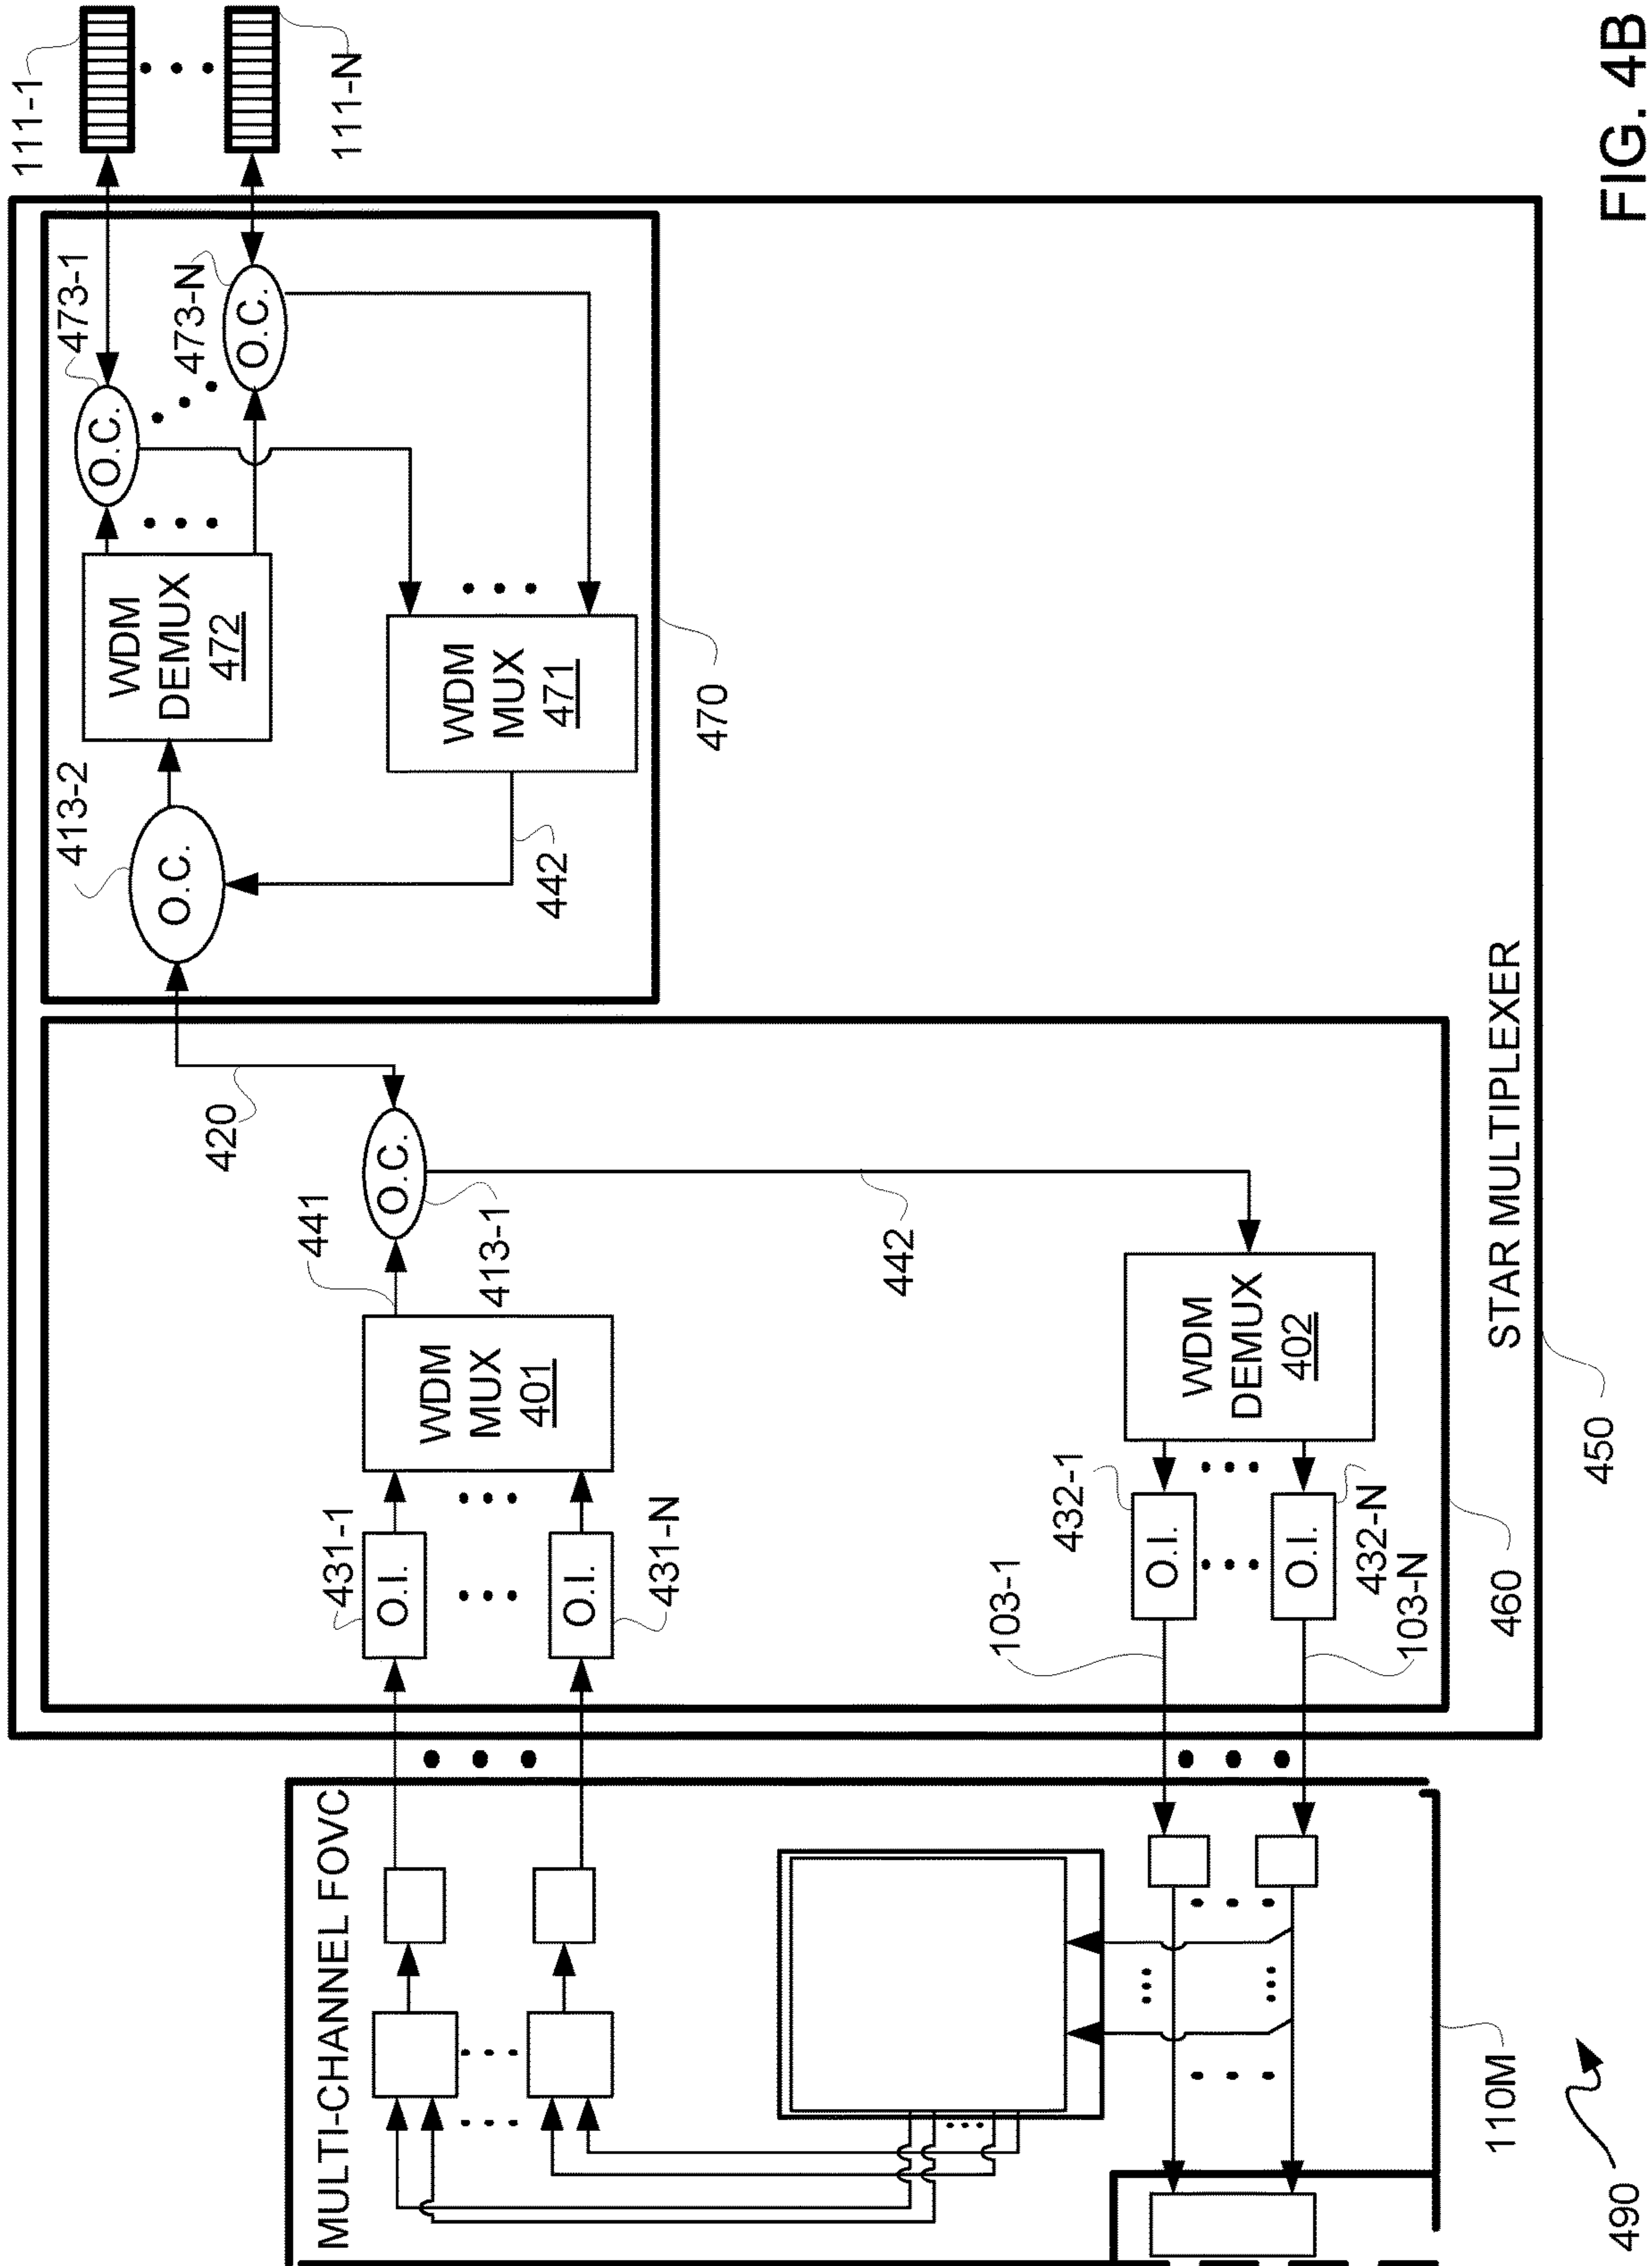 111-1
111-N
473-1
473-N
O.C.
O.C.
413-2
WDM
DEMUX
472
O.C.
WDM
MUX
471
442
470
420
441
O.C.
413-1
442
WDM
MUX
401
WDM
DEMUX
402
431-1
O.I.
O.I.
431-N
432-1
O.I.
O.I.
432-N
103-1
103-N
460
STAR MULTIPLEXER
450
MULTI-CHANNEL FOVC
110M
490
FIG. 4B